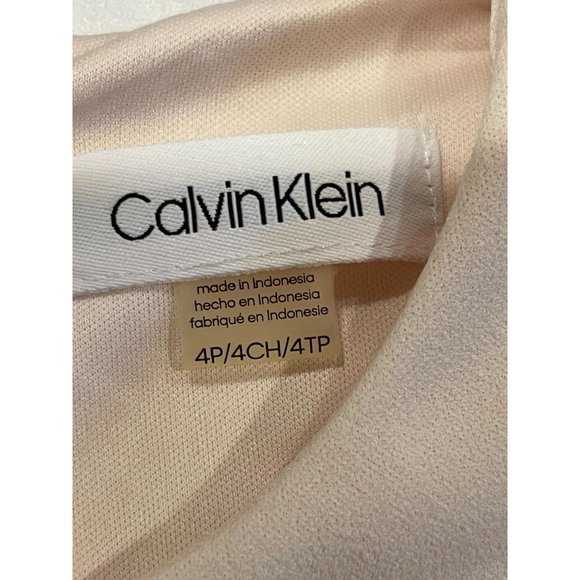 Calvin Klein
made in Indonesia
hecho en Indonesia
fabriqué en Indonesie
4P/4CH/4TP